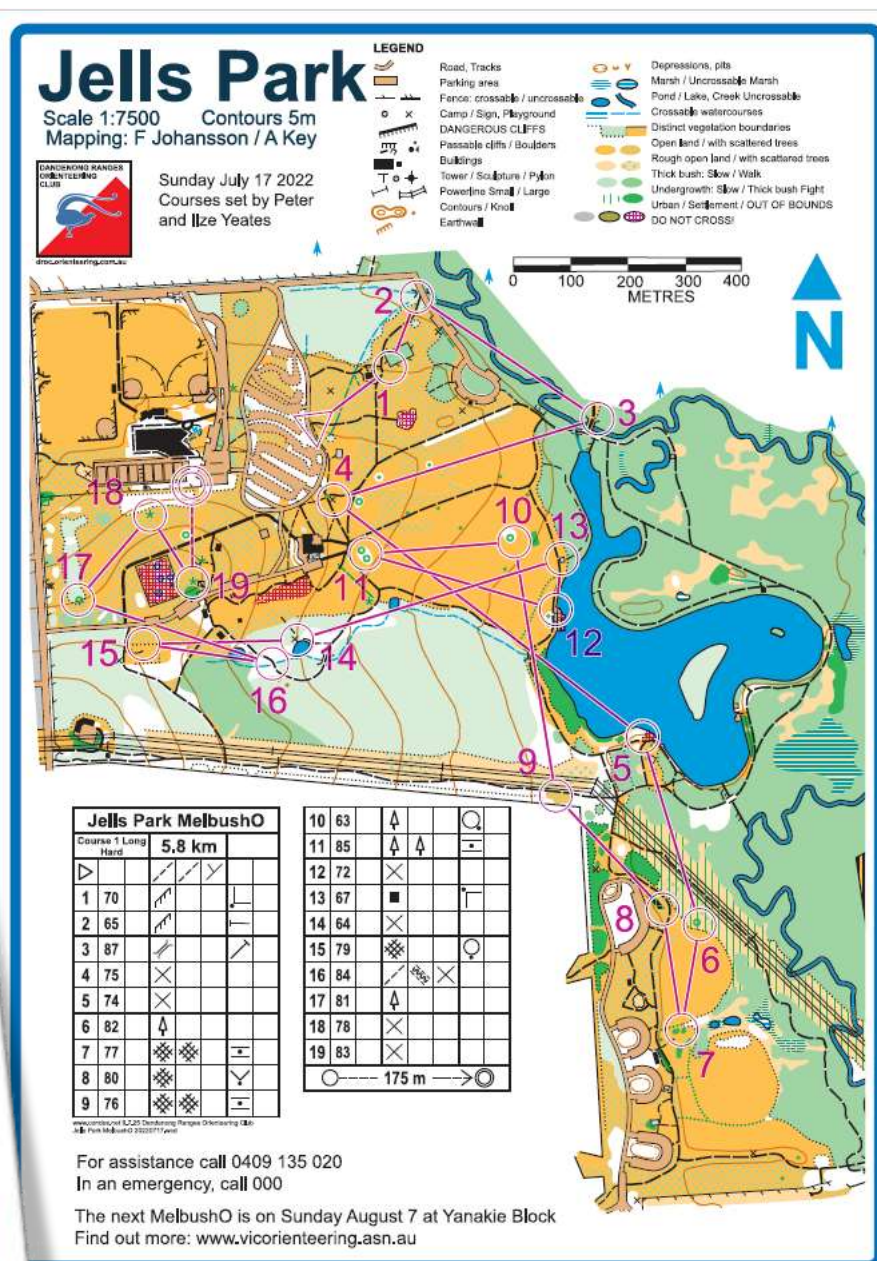 Jells Park
Scale 1:7500 Contours 5m
Mapping: F Johansson / A Key
DANDENONG RANGES
ORIENTEERING
CLUB
droc.orienteering.com.au
Sunday July 17 2022
Courses set by Peter
and Ilze Yeates
LEGEND
Road, Tracks
Parking area
Fence: crossable / uncrossable
Camp / Sign, Playground
DANGEROUS CLIFFS
Passable cliffs / Boulders
Buildings
Tower / Sculpture / Pylon
Powerline Small / Large
Contours / Knoll
Earthwall
Depressions, pits
Marsh / Uncrossable Marsh
Pond / Lake, Creek Uncrossable
Crossable watercourses
Distinct vegetation boundaries
Open land / with scattered trees
Rough open land / with scattered trees
Thick bush: Slow / Walk
Undergrowth: Slow / Thick bush Fight
Urban / Settlement / OUT OF BOUNDS
DO NOT CROSS!
0 100 200 300 400
METRES
N
2
1
3
4
18
10
13
11
17
19
12
15
14
16
5
9
8
6
7
Jells Park MelbushO
Course 1 Long Hard 5.8 km
1 70
2 65
3 87
4 75
5 74
6 82
7 77
8 80
9 76
10 63
11 85
12 72
13 67
14 64
15 79
16 84
17 81
18 78
19 83
175 m
For assistance call 0409 135 020
In an emergency, call 000
The next MelbushO is on Sunday August 7 at Yanakie Block
Find out more: www.vicorienteering.asn.au